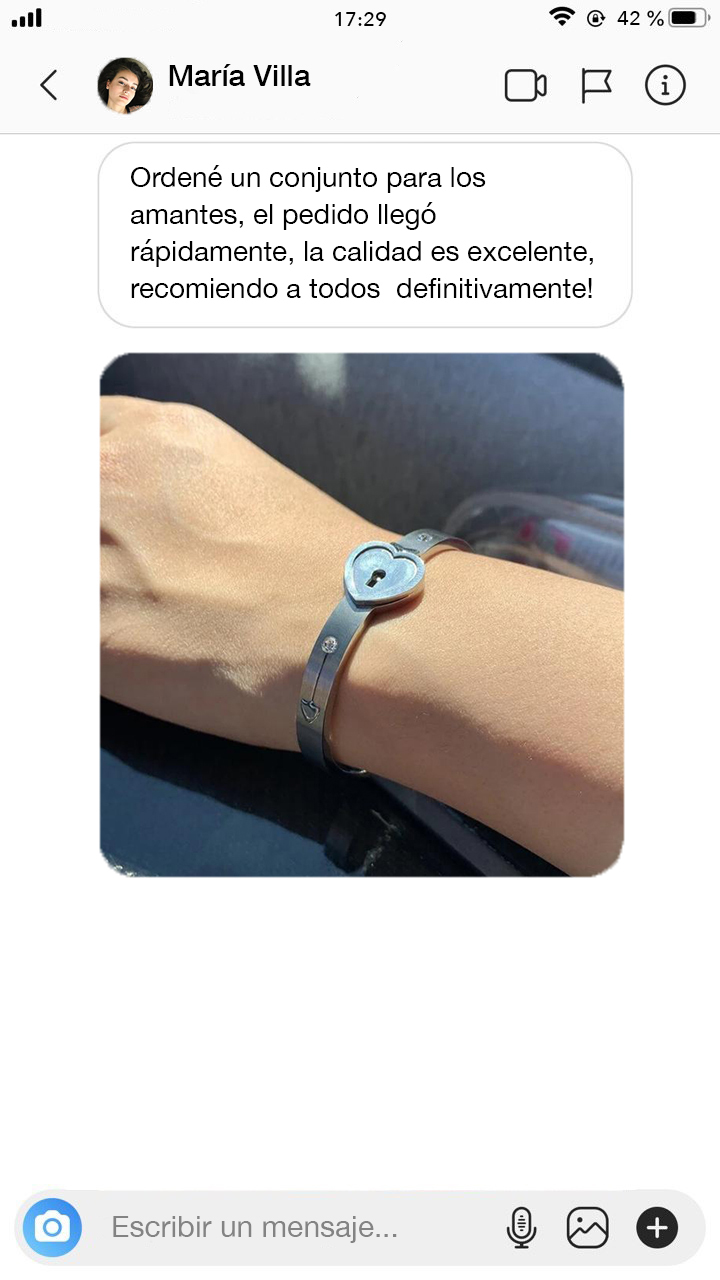 17:29
42 %
María Villa
Ordené un conjunto para los
amantes, el pedido llegó
rápidamente, la calidad es excelente,
recomiendo a todos  definitivamente!
Escribir un mensaje...